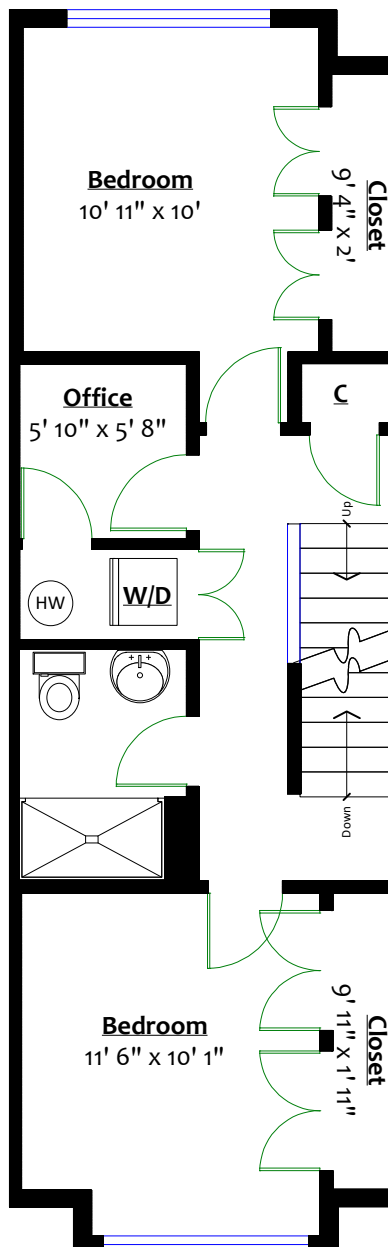 Bedroom
10' 11" x 10'
Closet
9' 4" x 2'
Office
5' 10" x 5' 8"
C
Up
HW
W/D
Down
Bedroom
11' 6" x 10' 1"
Closet
9' 11" x 1' 11"